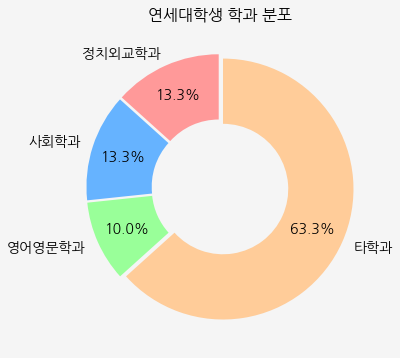 연세대학생 학과 분포
정치외교학과
13.3%
사회학과
13.3%
영어영문학과
10.0%
63.3%
타학과